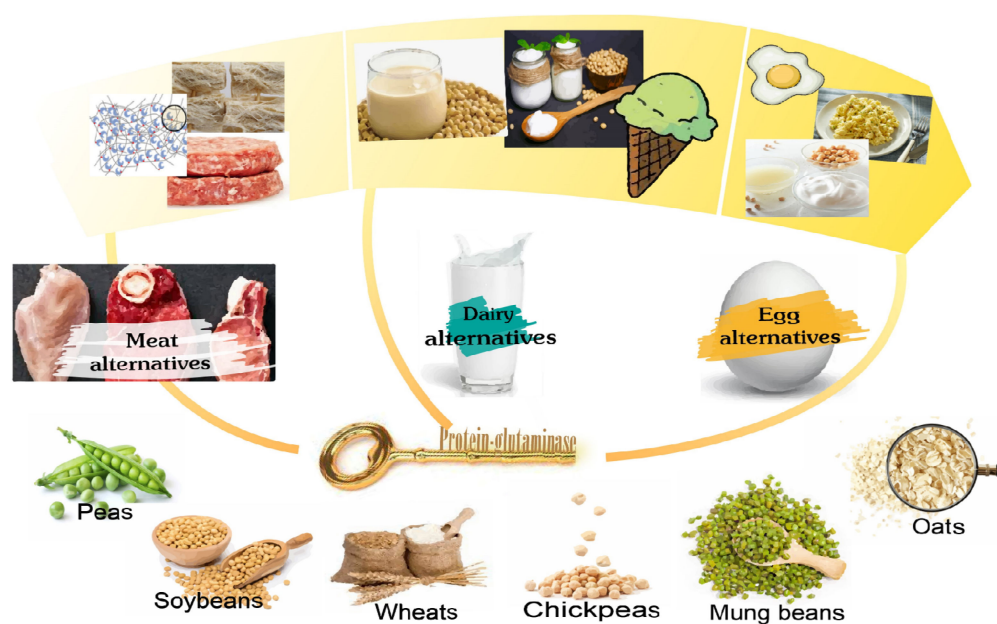 Meat
alternatives
Dairy
alternatives
Egg
alternatives
Protein-glutaminase
Peas
Soybeans
Wheats
Chickpeas
Mung beans
Oats